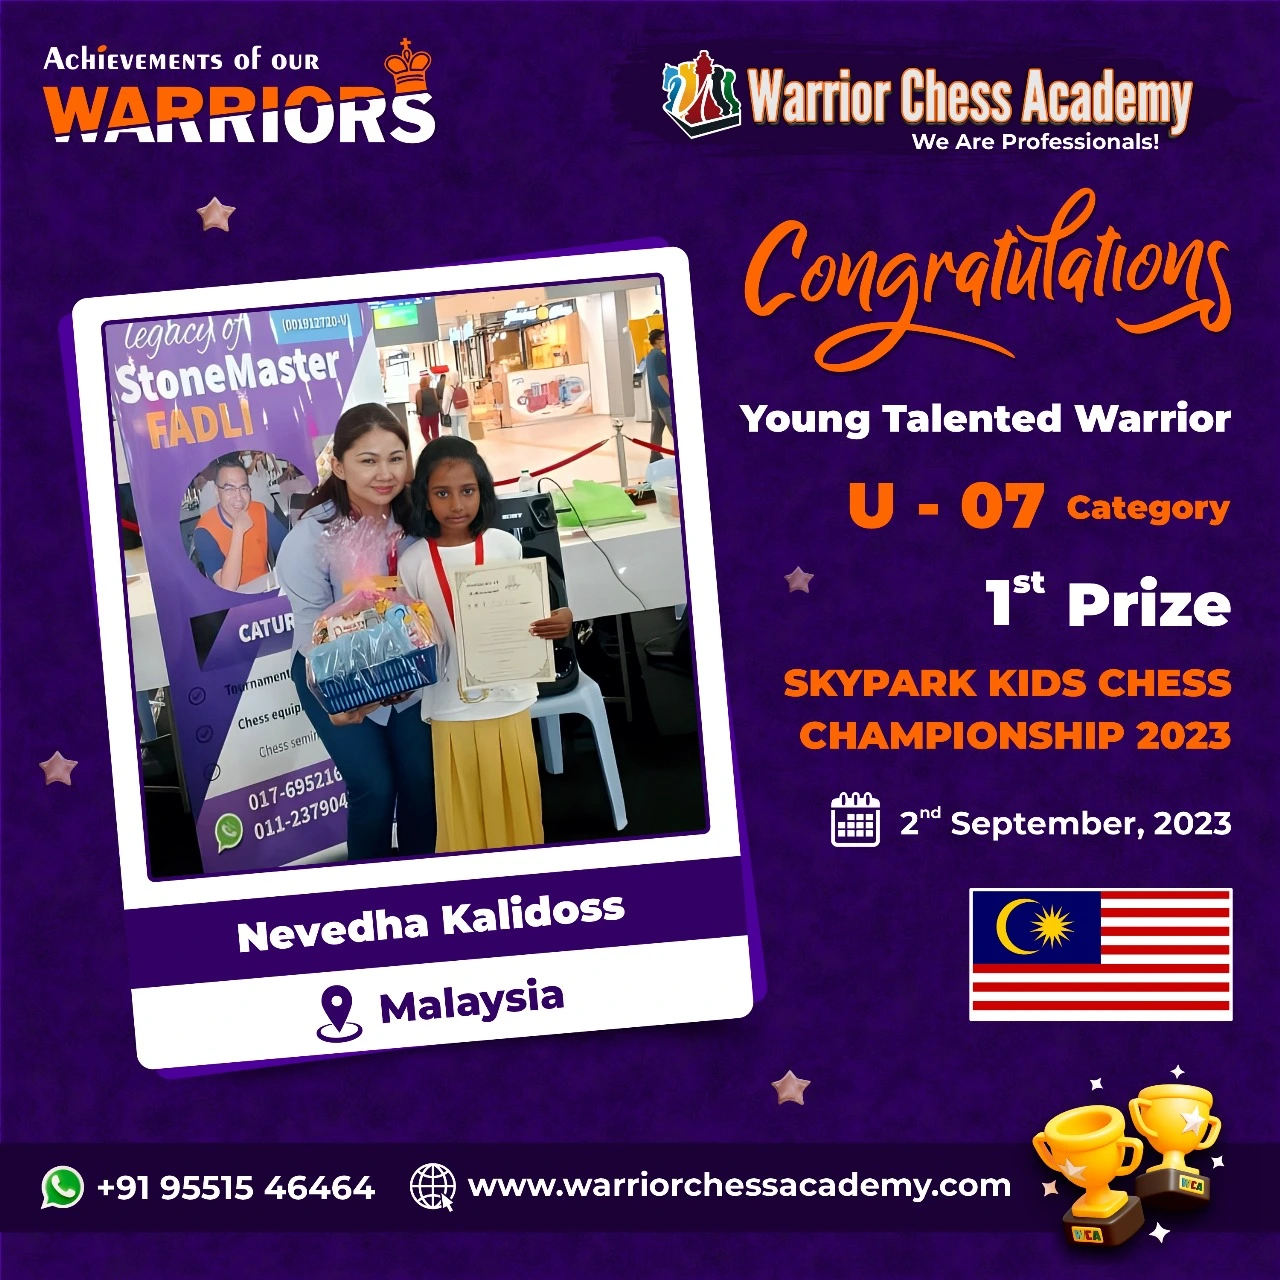 Achievements of our
WARRIORS
Warrior Chess Academy
We Are Professionals!
Congratulations
Young Talented Warrior
U - 07 Category
1st Prize
SKYPARK KIDS CHESS
CHAMPIONSHIP 2023
2nd September, 2023
legacy of
(001912720-V)
StoneMaster
FADLI
CATUR
Tournament
Chess equip
Chess semin
017-695216
011-237904
Nevedha Kalidoss
Malaysia
+91 95515 46464
www.warriorchessacademy.com
WCA
WCA